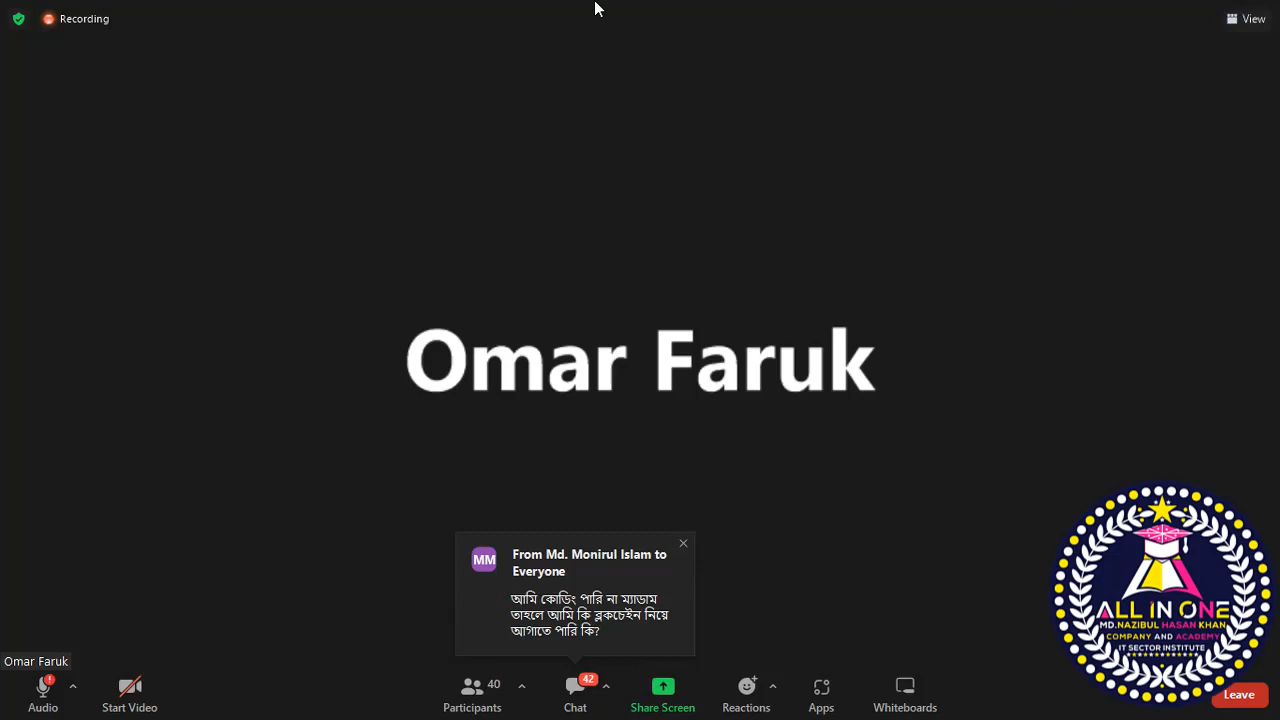 Recording
View
Omar Faruk
MM
From Md. Monirul Islam to
Everyone
আমি কোডিং পারি না ম্যাডাম
তাহলে আমি কি ব্লকচেইন নিয়ে
আগাতে পারি কি?
Omar Faruk
Audio
Start Video
40
Participants
42
Chat
Share Screen
Reactions
Apps
Whiteboards
Leave
ALL IN ONE
MD.NAZIBUL HASAN KHAN
COMPANY AND ACADEMY
IT SECTOR INSTITUTE